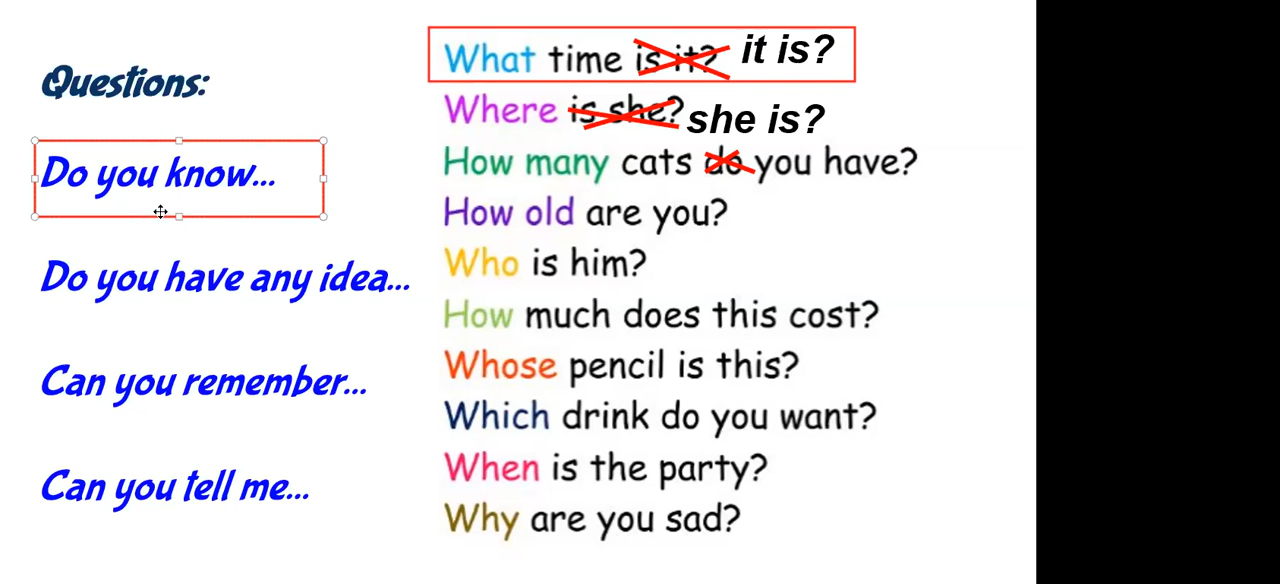 Questions:
Do you know...
Do you have any idea...
Can you remember...
Can you tell me...
What time is it? it is?
Where is she? she is?
How many cats do you have?
How old are you?
Who is him?
How much does this cost?
Whose pencil is this?
Which drink do you want?
When is the party?
Why are you sad?